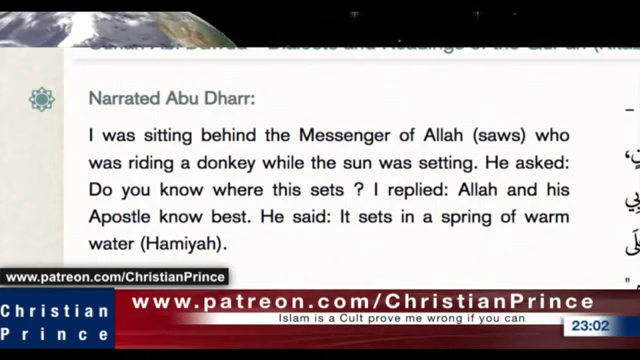 Narrated Abu Dharr:
I was sitting behind the Messenger of Allah (saws) who
was riding a donkey while the sun was setting. He asked:
Do you know where this sets ? I replied: Allah and his
Apostle know best. He said: It sets in a spring of warm
water (Hamiyah).
www.patreon.com/ChristianPrince
www.patreon.com/ChristianPrince
Christian
Prince
Islam is a Cult prove me wrong if you can
23:02